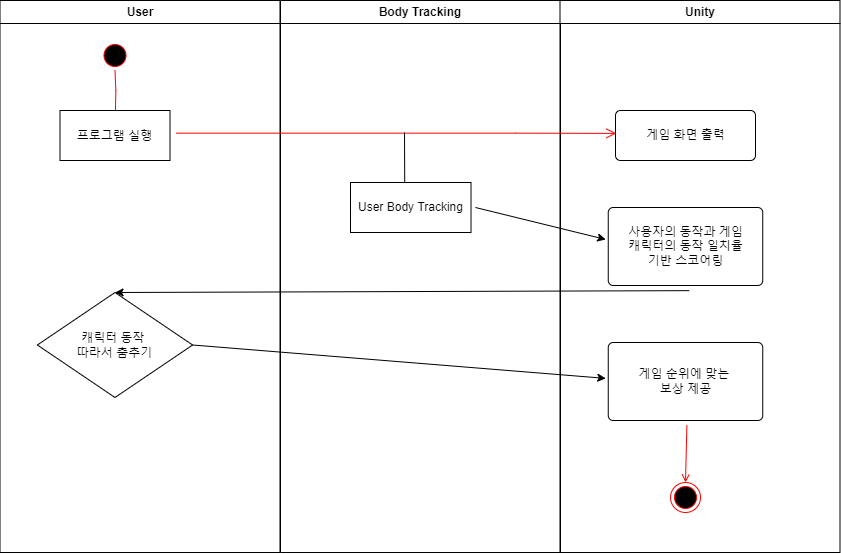 User
Body Tracking
Unity
프로그램 실행
게임 화면 출력
User Body Tracking
사용자의 동작과 게임
캐릭터의 동작 일치율
기반 스코어링
캐릭터 동작
따라서 춤추기
게임 순위에 맞는
보상 제공